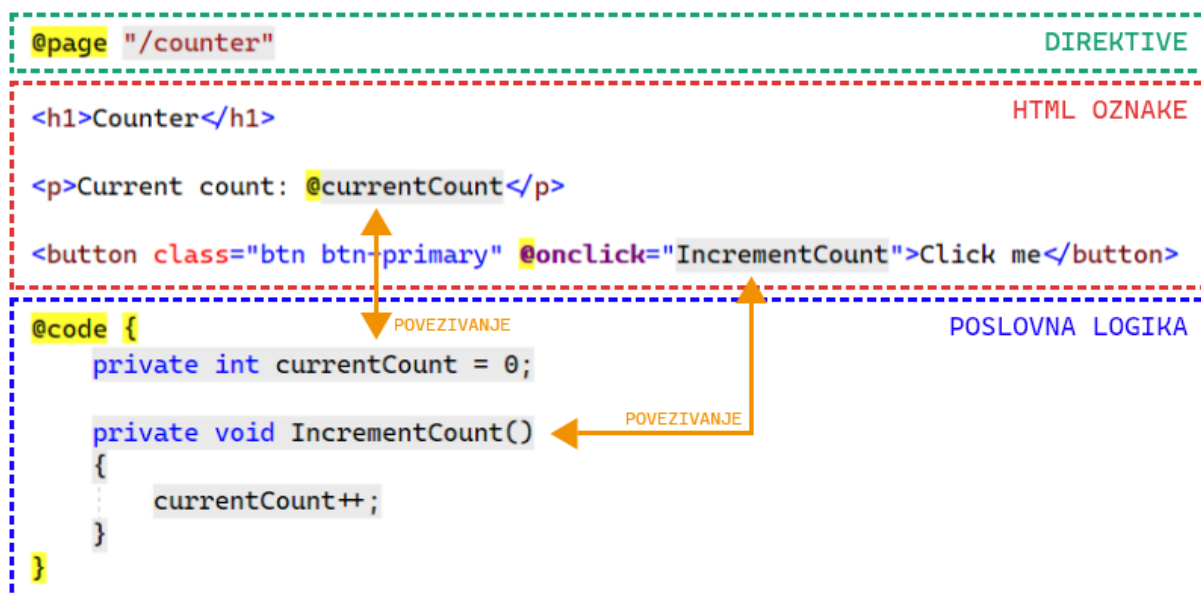 @page "/counter" DIREKTIVE
HTML OZNAKE
<h1>Counter</h1>
<p>Current count: @currentCount</p>
<button class="btn btn-primary" @onclick="IncrementCount">Click me</button>
@code { POVEZIVANJE POSLOVNA LOGIKA
private int currentCount = 0;
POVEZIVANJE
private void IncrementCount()
{
currentCount++;
}
}